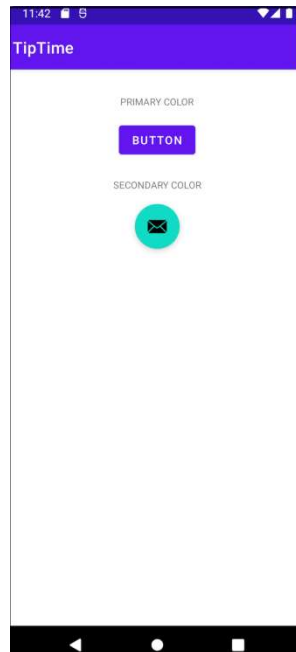 11:42
TipTime
PRIMARY COLOR
BUTTON
SECONDARY COLOR